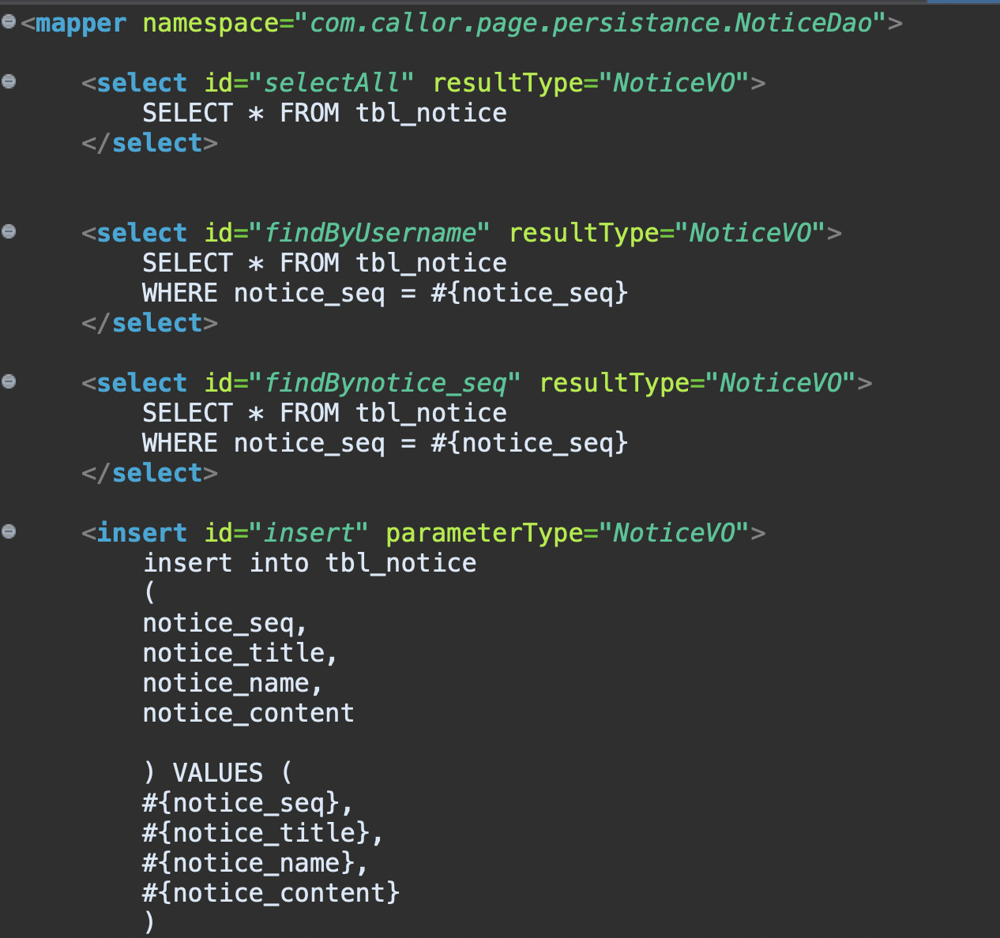 <mapper namespace="com.callor.page.persistance.NoticeDao">
<select id="selectAll" resultType="NoticeVO">
SELECT * FROM tbl_notice
</select>
<select id="findByUsername" resultType="NoticeVO">
SELECT * FROM tbl_notice
WHERE notice_seq = #{notice_seq}
</select>
<select id="findBynotice_seq" resultType="NoticeVO">
SELECT * FROM tbl_notice
WHERE notice_seq = #{notice_seq}
</select>
<insert id="insert" parameterType="NoticeVO">
insert into tbl_notice
(
notice_seq,
notice_title,
notice_name,
notice_content
) VALUES (
#{notice_seq},
#{notice_title},
#{notice_name},
#{notice_content}
)